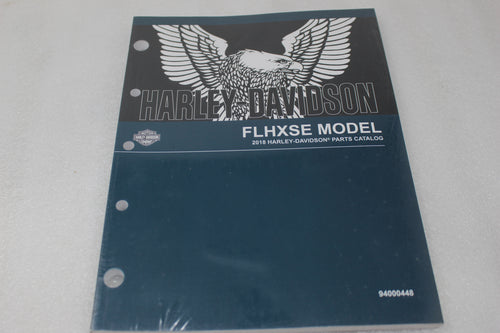 HARLEY-DAVIDSON
FLHXSE MODEL
2018 HARLEY-DAVIDSON® PARTS CATALOG
94000448